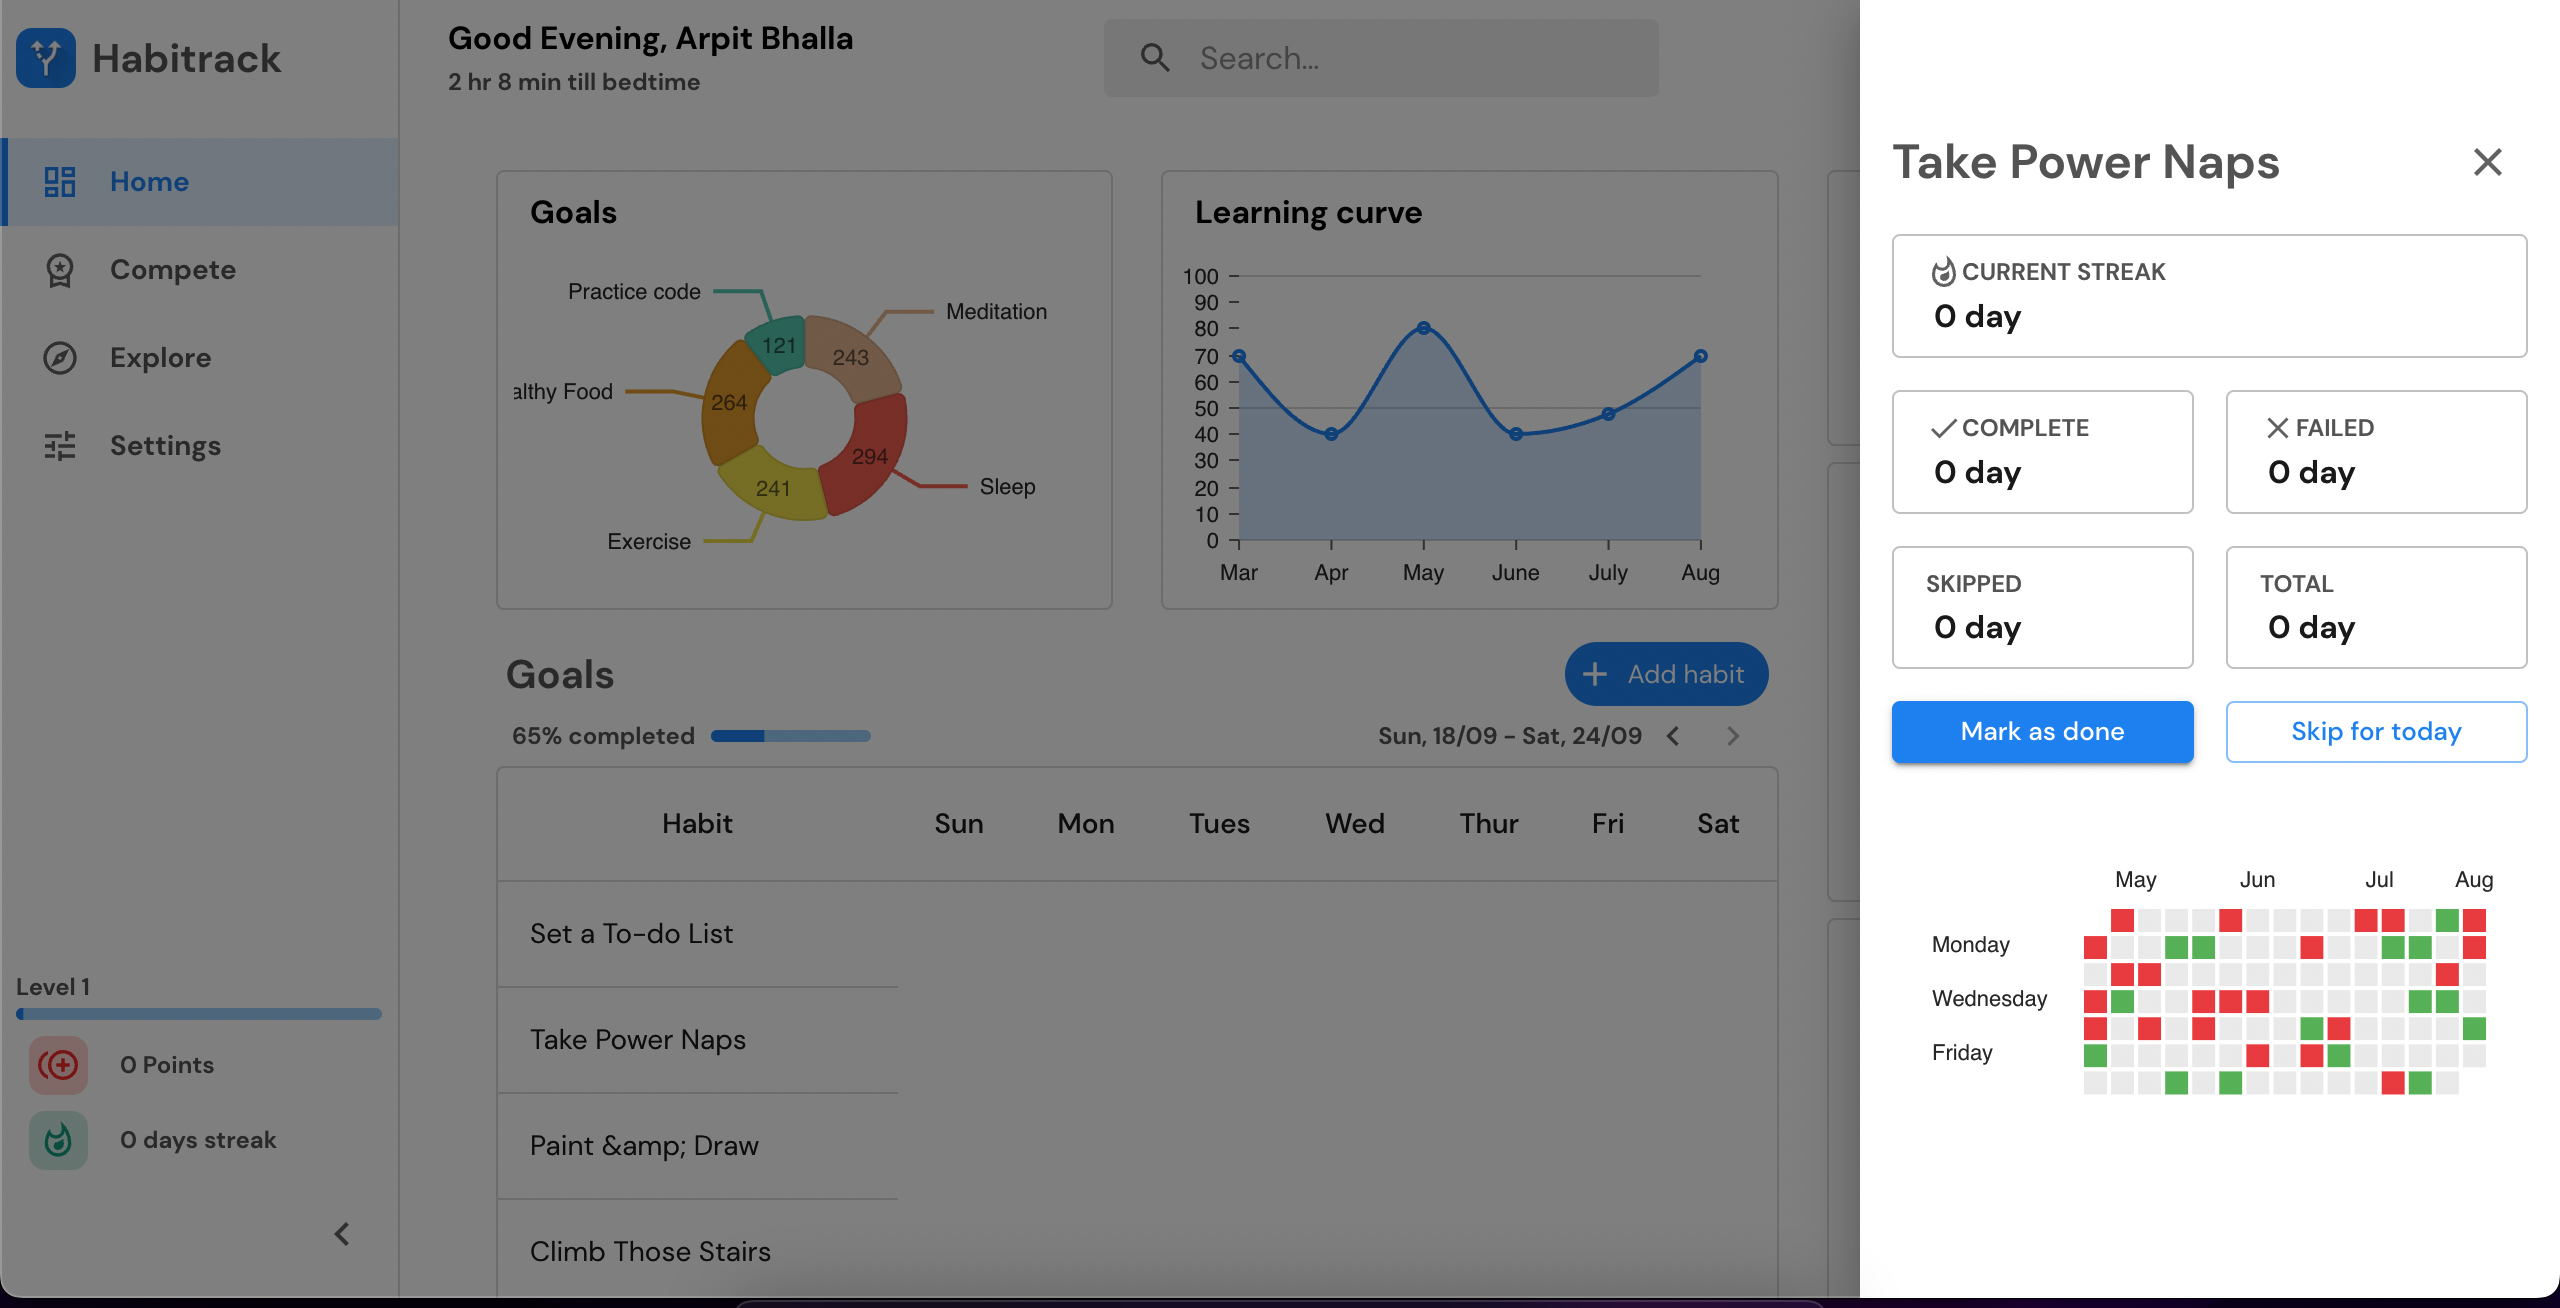 Habitrack
Home
Compete
Explore
Settings
Level 1
0 Points
0 days streak
Good Evening, Arpit Bhalla
2 hr 8 min till bedtime
Search...
Goals
Practice code
Meditation
althy Food
Sleep
Exercise
121
243
264
294
241
Learning curve
100
90
80
70
60
50
40
30
20
10
0
Mar Apr May June July Aug
Goals
Add habit
65% completed
Sun, 18/09 - Sat, 24/09
Habit Sun Mon Tues Wed Thur Fri Sat
Set a To-do List
Take Power Naps
Paint &amp; Draw
Climb Those Stairs
Take Power Naps
CURRENT STREAK
0 day
COMPLETE
0 day
FAILED
0 day
SKIPPED
0 day
TOTAL
0 day
Mark as done
Skip for today
May Jun Jul Aug
Monday
Wednesday
Friday